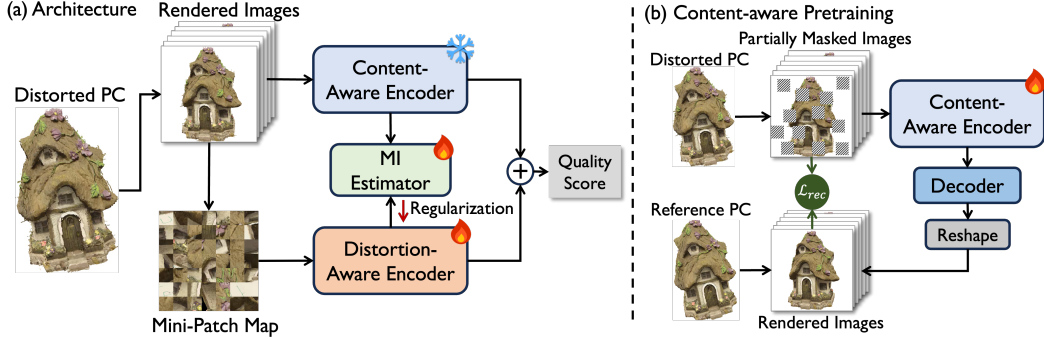 (a) Architecture
Rendered Images
Distorted PC
Content-
Aware Encoder
MI
Estimator
Regularization
Distortion-
Aware Encoder
Mini-Patch Map
+
Quality
Score
(b) Content-aware Pretraining
Partially Masked Images
Distorted PC
Content-
Aware Encoder
Decoder
Reshape
ℒrec
Reference PC
Rendered Images